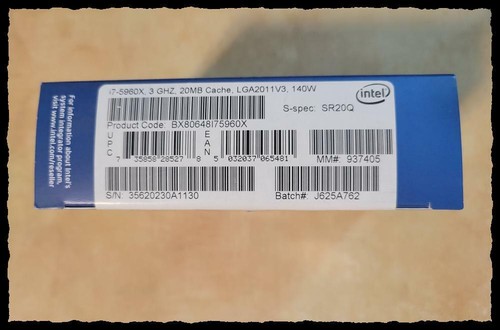 i7-5960X, 3 GHZ, 20MB Cache, LGA2011V3, 140W
intel
S-spec: SR20Q
Product Code: BX80648I75960X
UPC
EAN
7 35858 28527 8
5 032037 065481
MM#: 937405
S/N: 35620230A1130
Batch#: J625A762
For information about Intel's
system integrator program,
visit www.intel.com/reseller